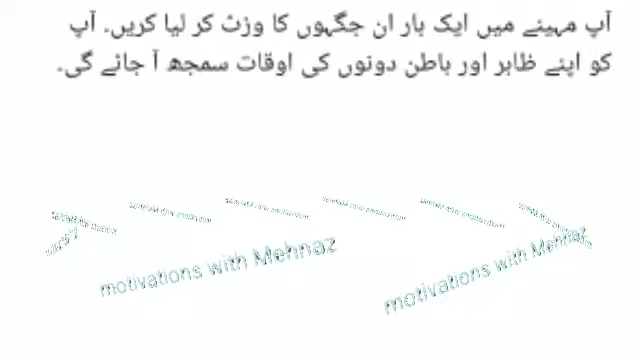 آپ مہینے میں ایک بار ان جگہوں کا وزٹ کر لیا کریں۔ آپ
کو اپنے ظاہر اور باطن دونوں کی اوقات سمجھ آ جائے گی۔
motivations with Mehnaz
motivations with Mehnaz